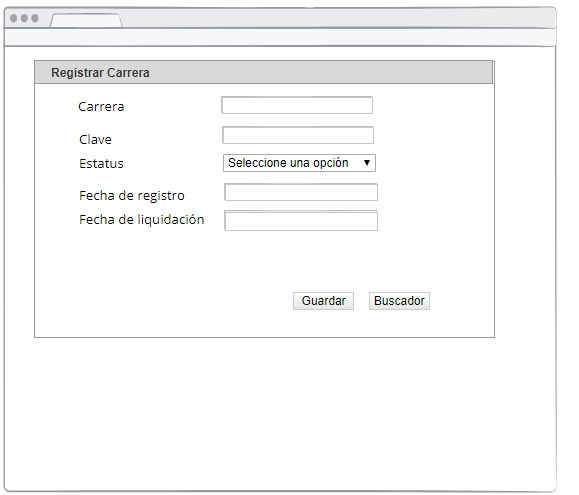 Registrar Carrera
Carrera
Clave
Estatus Seleccione una opción
Fecha de registro
Fecha de liquidación
Guardar Buscador